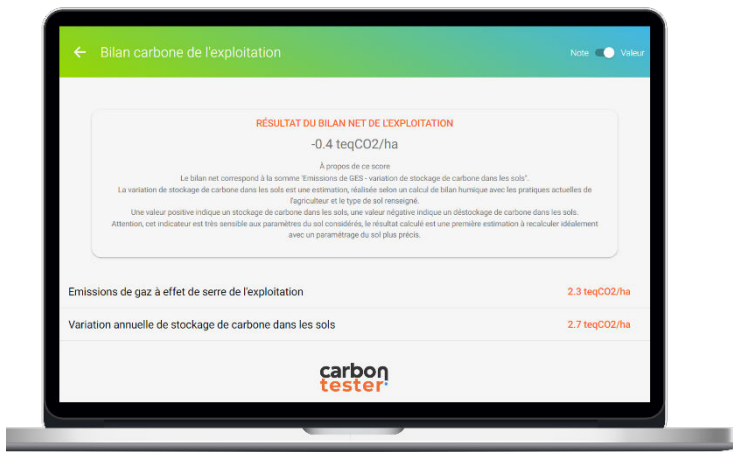 ← Bilan carbone de l'exploitation
Note Valeur
RÉSULTAT DU BILAN NET DE L'EXPLOITATION
-0.4 teqCO2/ha
À propos de ce score
Le bilan net correspond à la somme "Emissions de GES - variation de stockage de carbone dans les sols".
La variation de stockage de carbone dans les sols est une estimation, réalisée selon un calcul de bilan humique avec les pratiques actuelles de
l'agriculteur et le type de sol renseigné.
Une valeur positive indique un stockage de carbone dans les sols, une valeur négative indique un déstockage de carbone dans les sols.
Attention, cet indicateur est très sensible aux paramètres du sol considérés, le résultat calculé est une première estimation à recalculer idéalement
avec un paramétrage du sol plus précis.
Emissions de gaz à effet de serre de l'exploitation 2.3 teqCO2/ha
Variation annuelle de stockage de carbone dans les sols 2.7 teqCO2/ha
carbon
tester